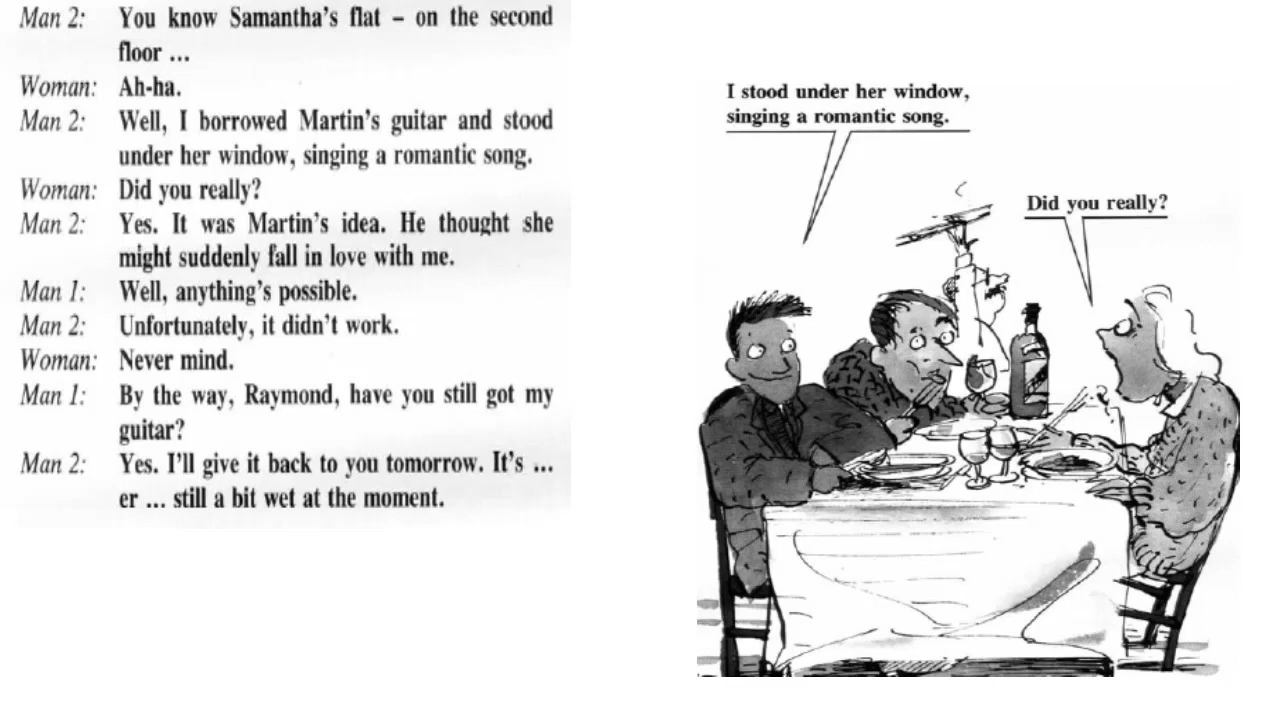 Man 2: You know Samantha's flat – on the second
floor ...
Woman: Ah-ha.
Man 2: Well, I borrowed Martin's guitar and stood
under her window, singing a romantic song.
Woman: Did you really?
Man 2: Yes. It was Martin's idea. He thought she
might suddenly fall in love with me.
Man 1: Well, anything's possible.
Man 2: Unfortunately, it didn't work.
Woman: Never mind.
Man 1: By the way, Raymond, have you still got my
guitar?
Man 2: Yes. I'll give it back to you tomorrow. It's ...
er ... still a bit wet at the moment.
I stood under her window,
singing a romantic song.
Did you really?